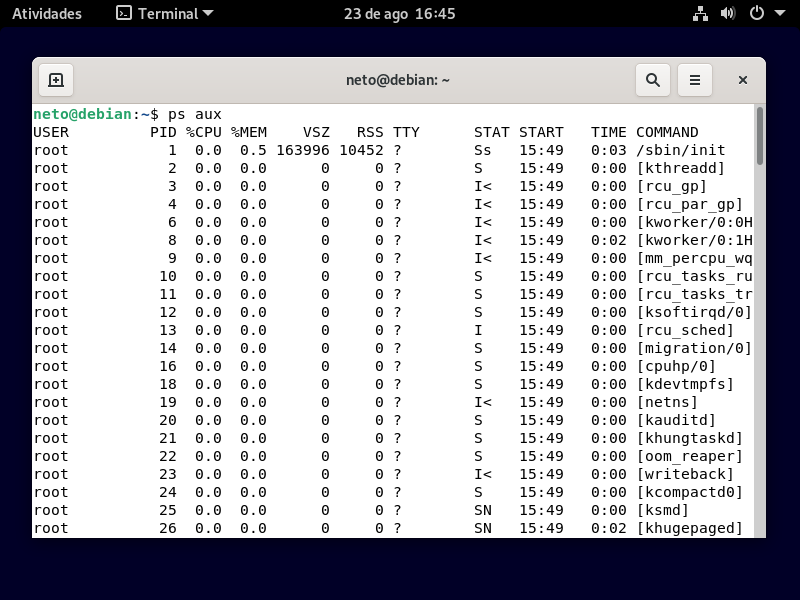 Atividades Terminal 23 de ago 16:45
neto@debian: ~
neto@debian:~$ ps aux
USER PID %CPU %MEM VSZ RSS TTY STAT START TIME COMMAND
root 1 0.0 0.5 163996 10452 ? Ss 15:49 0:03 /sbin/init
root 2 0.0 0.0 0 0 ? S 15:49 0:00 [kthreadd]
root 3 0.0 0.0 0 0 ? I< 15:49 0:00 [rcu_gp]
root 4 0.0 0.0 0 0 ? I< 15:49 0:00 [rcu_par_gp]
root 6 0.0 0.0 0 0 ? I< 15:49 0:00 [kworker/0:0H
root 8 0.0 0.0 0 0 ? I< 15:49 0:02 [kworker/0:1H
root 9 0.0 0.0 0 0 ? I< 15:49 0:00 [mm_percpu_wq
root 10 0.0 0.0 0 0 ? S 15:49 0:00 [rcu_tasks_ru
root 11 0.0 0.0 0 0 ? S 15:49 0:00 [rcu_tasks_tr
root 12 0.0 0.0 0 0 ? S 15:49 0:00 [ksoftirqd/0]
root 13 0.0 0.0 0 0 ? I 15:49 0:00 [rcu_sched]
root 14 0.0 0.0 0 0 ? S 15:49 0:00 [migration/0]
root 16 0.0 0.0 0 0 ? S 15:49 0:00 [cpuhp/0]
root 18 0.0 0.0 0 0 ? S 15:49 0:00 [kdevtmpfs]
root 19 0.0 0.0 0 0 ? I< 15:49 0:00 [netns]
root 20 0.0 0.0 0 0 ? S 15:49 0:00 [kauditd]
root 21 0.0 0.0 0 0 ? S 15:49 0:00 [khungtaskd]
root 22 0.0 0.0 0 0 ? S 15:49 0:00 [oom_reaper]
root 23 0.0 0.0 0 0 ? I< 15:49 0:00 [writeback]
root 24 0.0 0.0 0 0 ? S 15:49 0:00 [kcompactd0]
root 25 0.0 0.0 0 0 ? SN 15:49 0:00 [ksmd]
root 26 0.0 0.0 0 0 ? SN 15:49 0:02 [khugepaged]